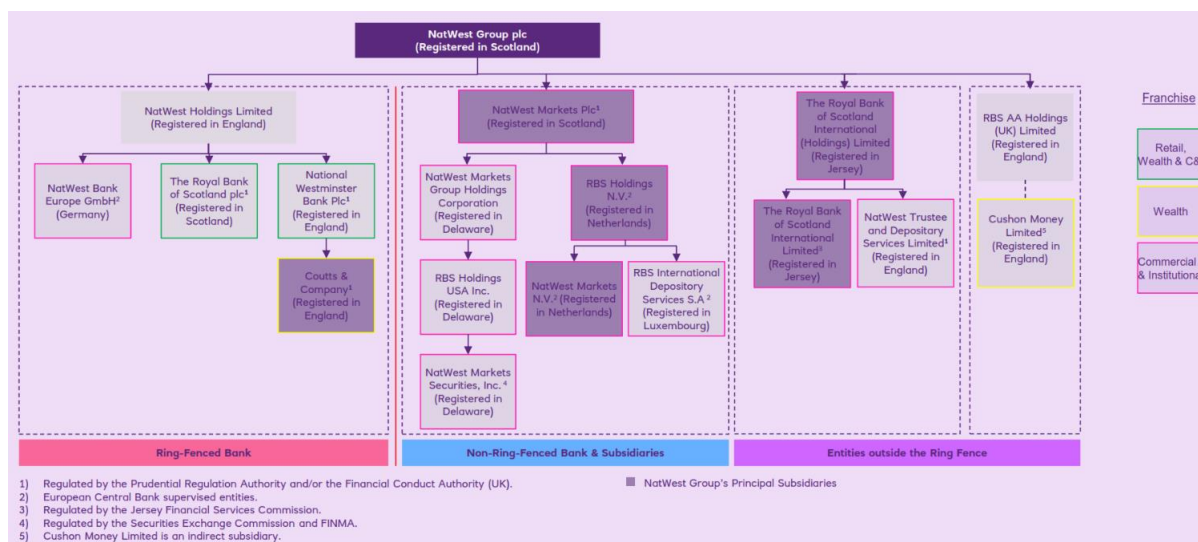 NatWest Group plc
(Registered in Scotland)
NatWest Holdings Limited
(Registered in England)
NatWest Bank
Europe GmbH²
(Germany)
The Royal Bank
of Scotland plc¹
(Registered in
Scotland)
National
Westminster
Bank Plc¹
(Registered in
England)
Coutts &
Company¹
(Registered in
England)
NatWest Markets Plc¹
(Registered in Scotland)
NatWest Markets
Group Holdings
Corporation
(Registered in
Delaware)
RBS Holdings
USA Inc.
(Registered in
Delaware)
NatWest Markets
Securities, Inc.⁴
(Registered in
Delaware)
RBS Holdings
N.V.²
(Registered in
Netherlands)
NatWest Markets
N.V.² (Registered
in Netherlands)
RBS International
Depository
Services S.A ²
(Registered in
Luxembourg)
The Royal Bank
of Scotland
International
(Holdings) Limited
(Registered in
Jersey)
The Royal Bank
of Scotland
International
Limited³
(Registered in
Jersey)
NatWest Trustee
and Depositary
Services Limited¹
(Registered in
England)
RBS AA Holdings
(UK) Limited
(Registered in
England)
Cushon Money
Limited⁵
(Registered in
England)
Franchise
Retail,
Wealth & C&
Wealth
Commercial
& Institutiona
Ring-Fenced Bank
Non-Ring-Fenced Bank & Subsidiaries
Entities outside the Ring Fence
1) Regulated by the Prudential Regulation Authority and/or the Financial Conduct Authority (UK).
2) European Central Bank supervised entities.
3) Regulated by the Jersey Financial Services Commission.
4) Regulated by the Securities Exchange Commission and FINMA.
5) Cushon Money Limited is an indirect subsidiary.
NatWest Group's Principal Subsidiaries